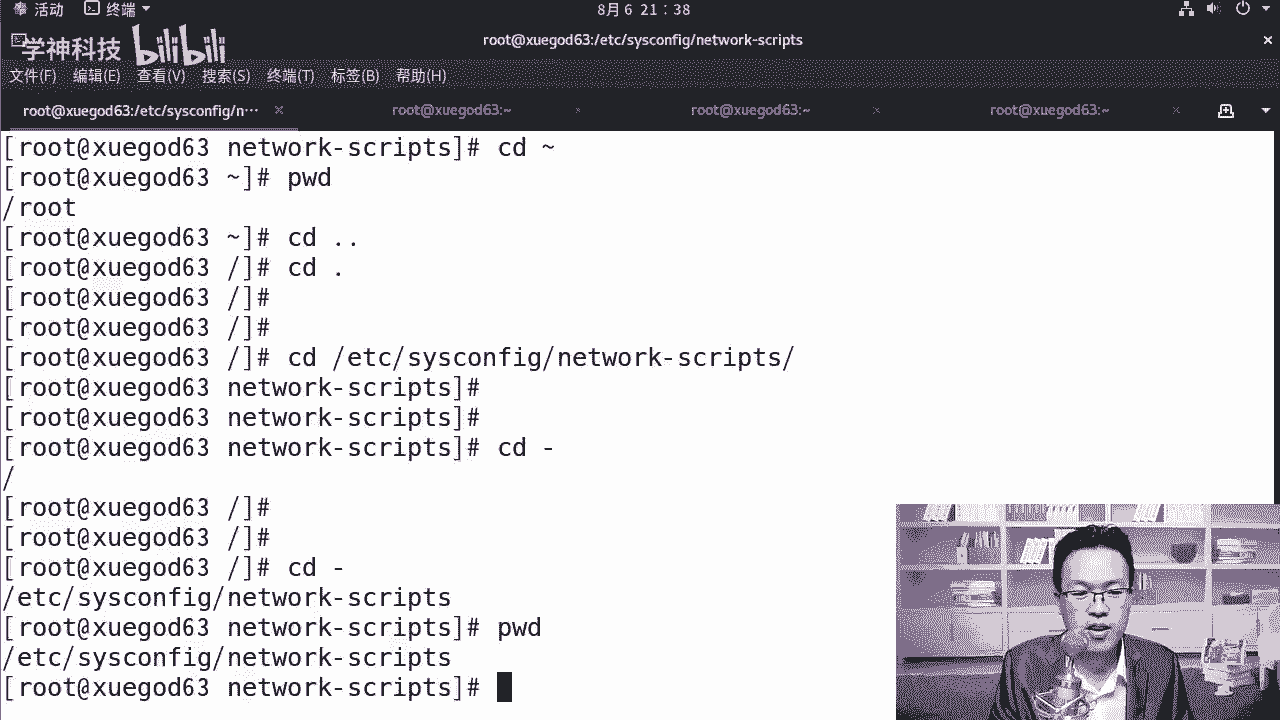 活动 终端 8月 6 21：38
学神科技 bilibili root@xuegod63:/etc/sysconfig/network-scripts ×
文件(F) 编辑(E) 查看(V) 搜索(S) 终端(T) 标签(B) 帮助(H)
root@xuegod63:/etc/sysconfig/n··· × root@xuegod63:~ × root@xuegod63:~ × root@xuegod63:~ ×
[root@xuegod63 network-scripts]# cd ~
[root@xuegod63 ~]# pwd
/root
[root@xuegod63 ~]# cd ..
[root@xuegod63 /]# cd .
[root@xuegod63 /]#
[root@xuegod63 /]#
[root@xuegod63 /]# cd /etc/sysconfig/network-scripts/
[root@xuegod63 network-scripts]#
[root@xuegod63 network-scripts]#
[root@xuegod63 network-scripts]# cd -
/
[root@xuegod63 /]#
[root@xuegod63 /]#
[root@xuegod63 /]# cd -
/etc/sysconfig/network-scripts
[root@xuegod63 network-scripts]# pwd
/etc/sysconfig/network-scripts
[root@xuegod63 network-scripts]#